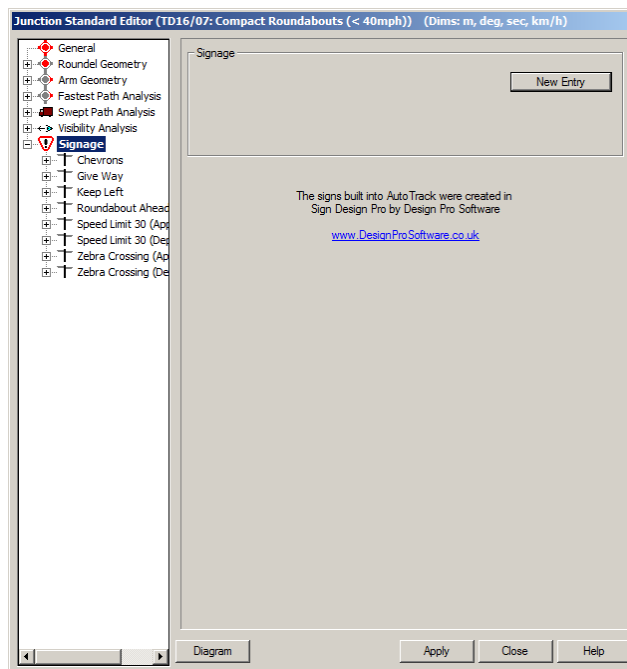 Junction Standard Editor (TD16/07: Compact Roundabouts (< 40mph)) (Dims: m, deg, sec, km/h)
General
Roundel Geometry
Arm Geometry
Fastest Path Analysis
Swept Path Analysis
Visibility Analysis
Signage
Chevrons
Give Way
Keep Left
Roundabout Ahead
Speed Limit 30 (App
Speed Limit 30 (Dep
Zebra Crossing (Ap
Zebra Crossing (De
Signage
New Entry
The signs built into AutoTrack were created in
Sign Design Pro by Design Pro Software
www.DesignProSoftware.co.uk
Diagram
Apply
Close
Help